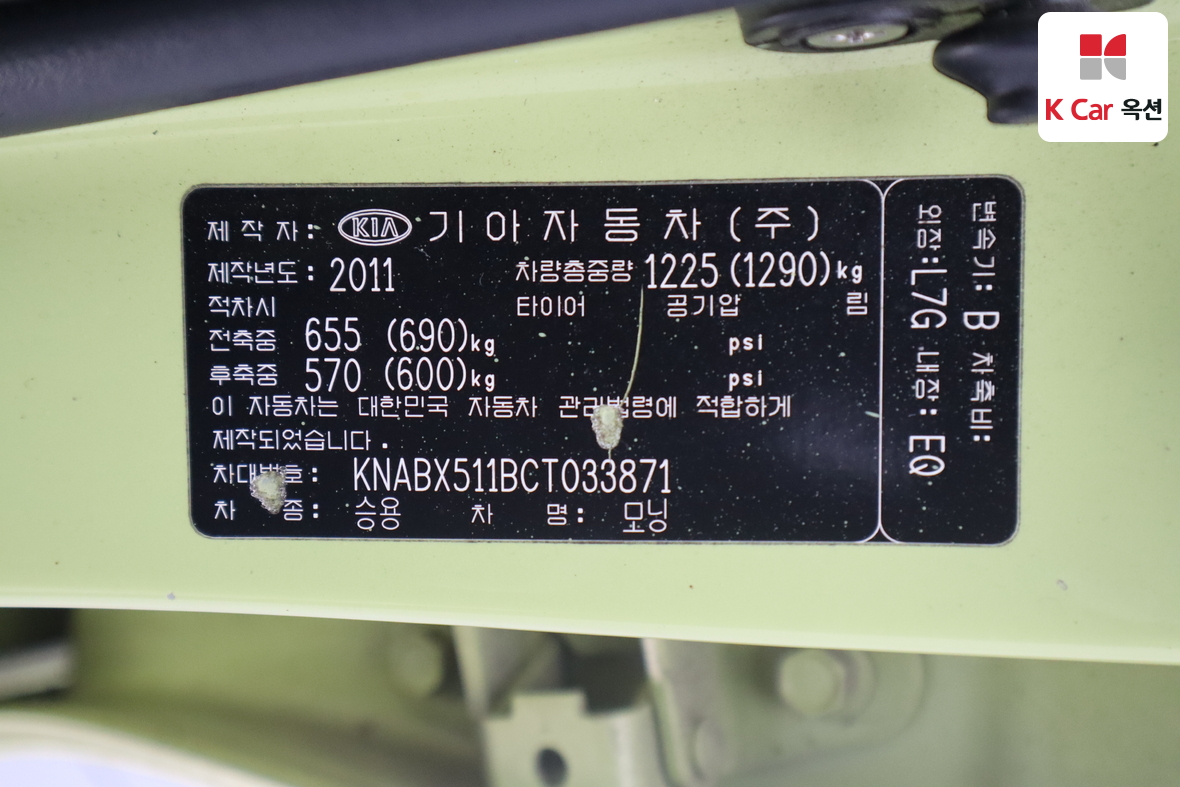 K Car 옥션
제 작 자 : KIA 기 아 자 동 차 ( 주 )
제작년도 : 2011 차량총중량 1225 (1290) kg
적차시 타이어 공기압 림
전축중 655 (690)kg psi
후축중 570 (600)kg psi
이 자동차는 대한민국 자동차 관리법령에 적합하게
제작되었습니다 .
차대번호 : KNABX511BCT033871
차 종 : 승용 차 명 : 모닝
변속기: B 차축비:
외장:L7G 내장: EQ